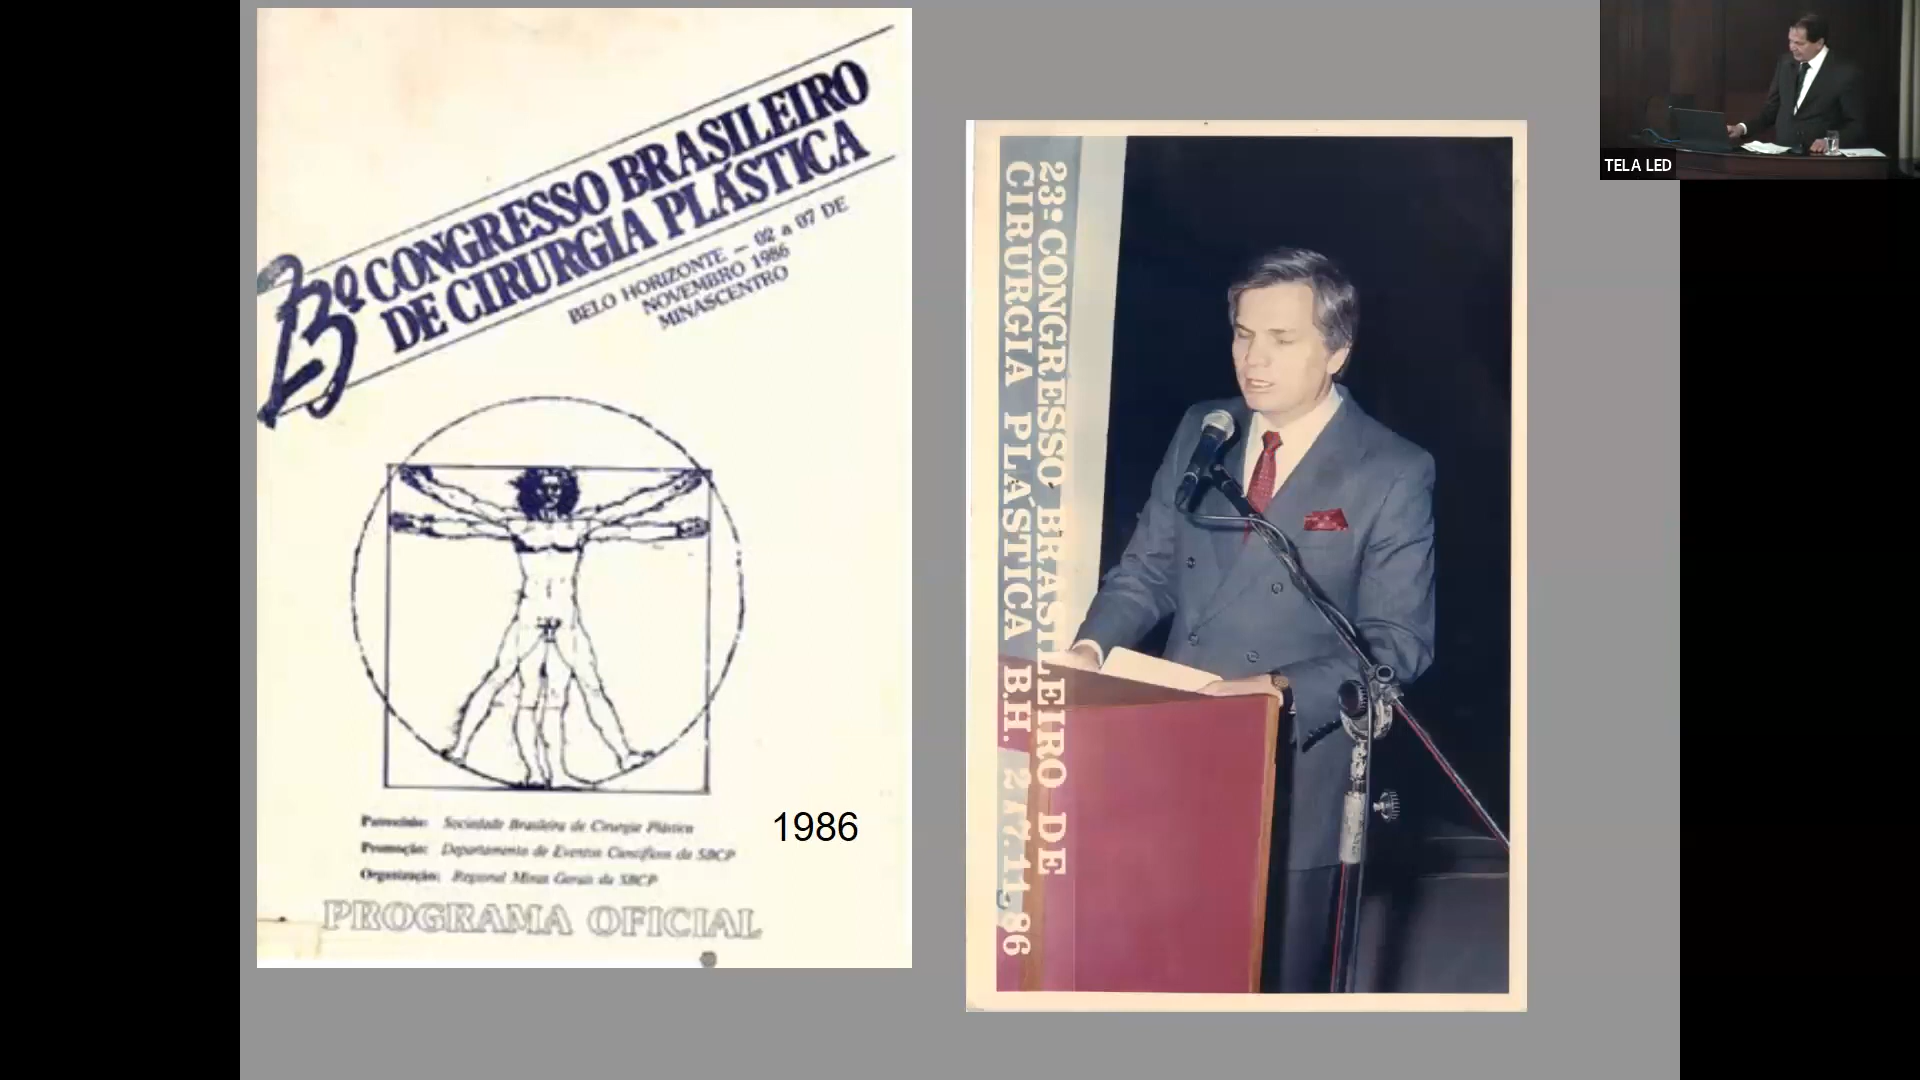 23º CONGRESSO BRASILEIRO
DE CIRURGIA PLÁSTICA
BELO HORIZONTE — 02 a 07 DE
NOVEMBRO 1986
MINASCENTRO
Patrocínio: Sociedade Brasileira de Cirurgia Plástica
Promoção: Departamento de Eventos Científicos da SBCP
Organização: Regional Minas Gerais da SBCP
1986
PROGRAMA OFICIAL
23º CONGRESSO BRASILEIRO DE
CIRURGIA PLÁSTICA B.H. 2/7.11.86
TELA LED